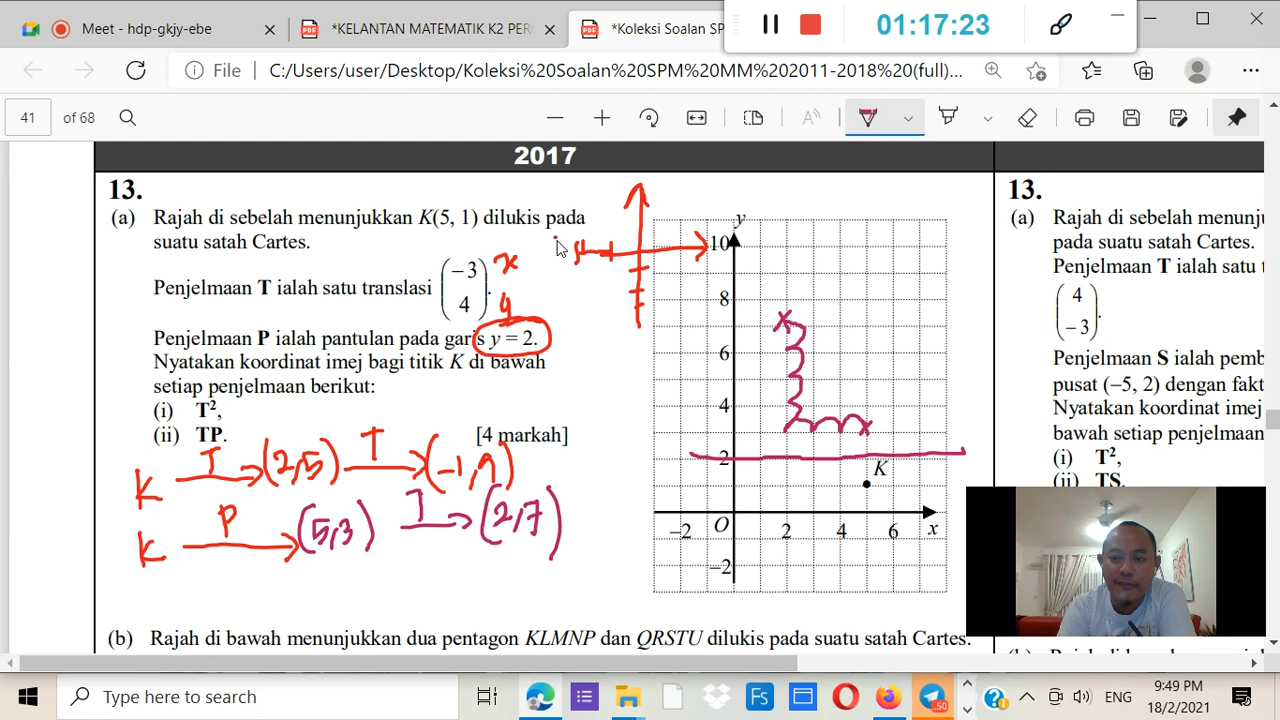 Meet - hdp-gkjy-ebe
*KELANTAN MATEMATIK K2 PER
*Koleksi Soalan SP
01:17:23
File
C:/Users/user/Desktop/Koleksi%20Soalan%20SPM%20MM%202011-2018%20(full)...
41 of 68
2017
13.
(a) Rajah di sebelah menunjukkan K(5, 1) dilukis pada
suatu satah Cartes.
Penjelmaan T ialah satu translasi (−3
4). x
y
Penjelmaan P ialah pantulan pada garis y = 2.
Nyatakan koordinat imej bagi titik K di bawah
setiap penjelmaan berikut:
(i) T²,
(ii) TP.
[4 markah]
K T (2,5) T (-1,9)
K P (5,3) T (2,7)
y
10
8
6
4
2
K
−2 O 2 4 6 x
−2
13.
(a) Rajah di sebelah menunju
pada suatu satah Cartes.
Penjelmaan T ialah satu t
(4
−3).
Penjelmaan S ialah pemb
pusat (−5, 2) dengan fakt
Nyatakan koordinat imej
bawah setiap penjelmaan
(i) T²,
(ii) TS.
(b) Rajah di bawah menunjukkan dua pentagon KLMNP dan QRSTU dilukis pada suatu satah Cartes.
Type here to search
Fs
.50
ENG
9:49 PM
18/2/2021